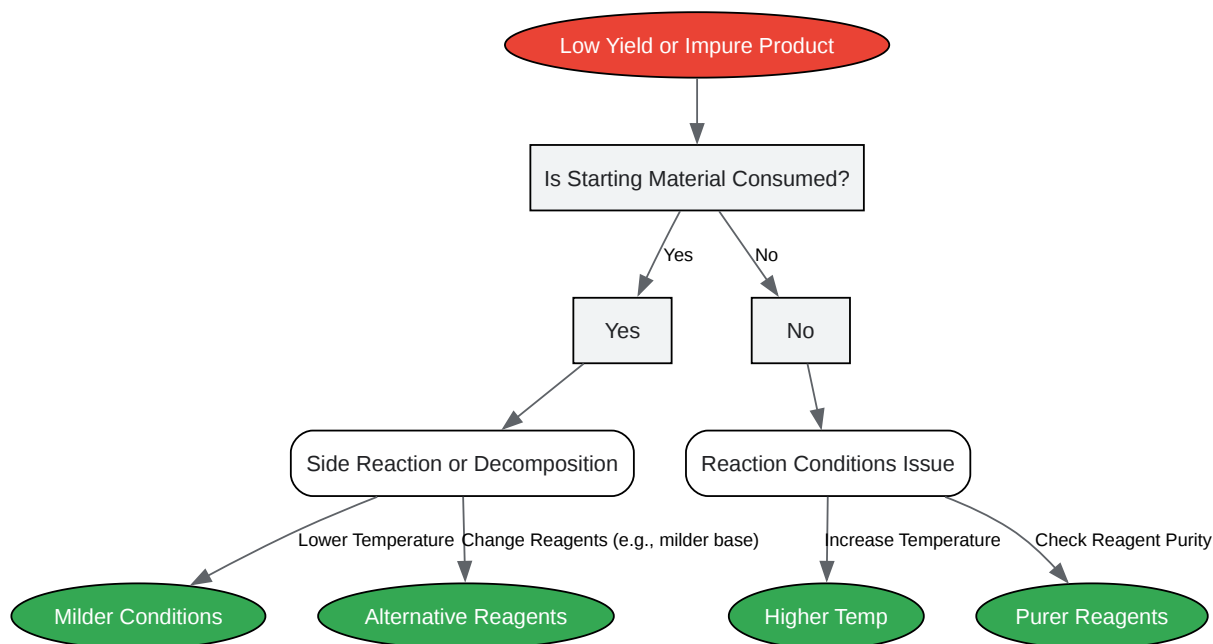 Low Yield or Impure Product
Is Starting Material Consumed?
Yes
No
Yes
No
Side Reaction or Decomposition
Reaction Conditions Issue
Lower Temperature
Change Reagents (e.g., milder base)
Increase Temperature
Check Reagent Purity
Milder Conditions
Alternative Reagents
Higher Temp
Purer Reagents